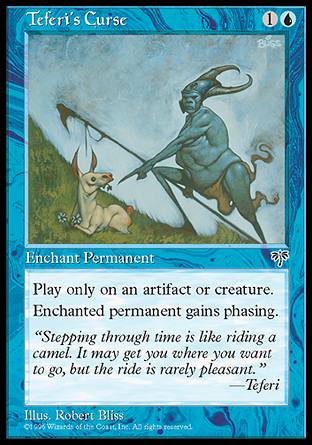 Teferi's Curse 1
BLISS
Enchant Permanent
Play only on an artifact or creature.
Enchanted permanent gains phasing.
"Stepping through time is like riding a
camel. It may get you where you want
to go, but the ride is rarely pleasant."
—Teferi
Illus. Robert Bliss
©1996 Wizards of the Coast, Inc. All rights reserved.